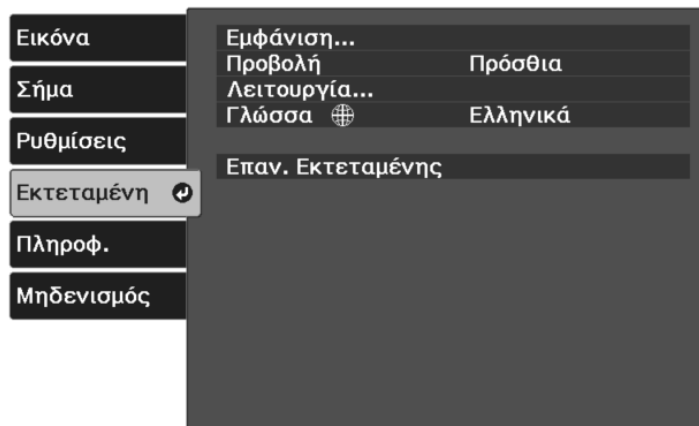 Εικόνα
Σήμα
Ρυθμίσεις
Εκτεταμένη
Πληροφ.
Μηδενισμός
Εμφάνιση...
Προβολή Πρόσθια
Λειτουργία...
Γλώσσα Ελληνικά
Επαν. Εκτεταμένης